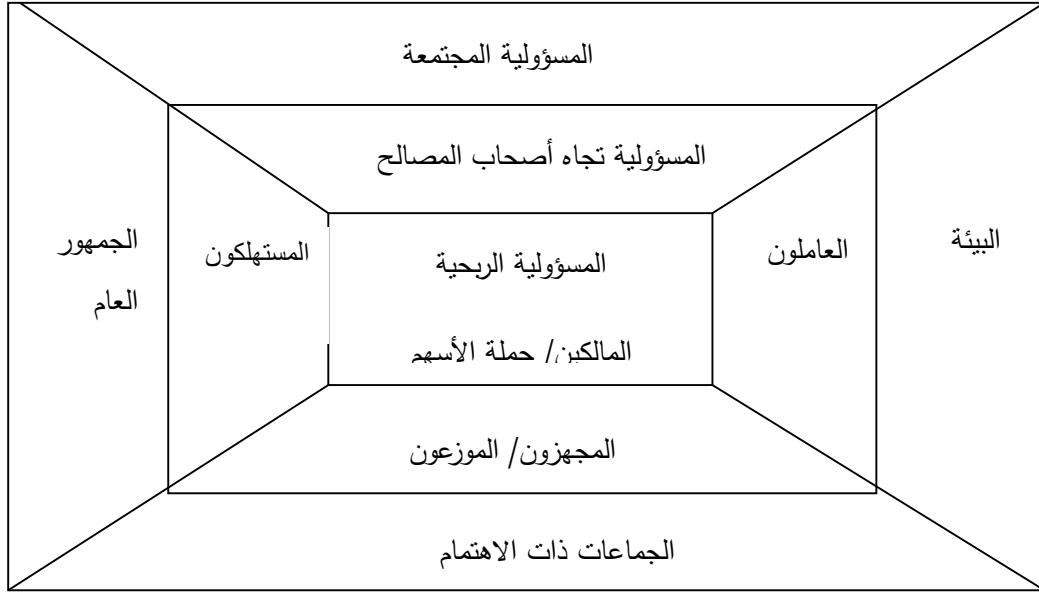 المسؤولية المجتمعة
المسؤولية تجاه أصحاب المصالح
البيئة
العاملون
المسؤولية الربحية
المالكين/ حملة الأسهم
المستهلكون
الجمهور
العام
المجهزون/ الموزعون
الجماعات ذات الاهتمام